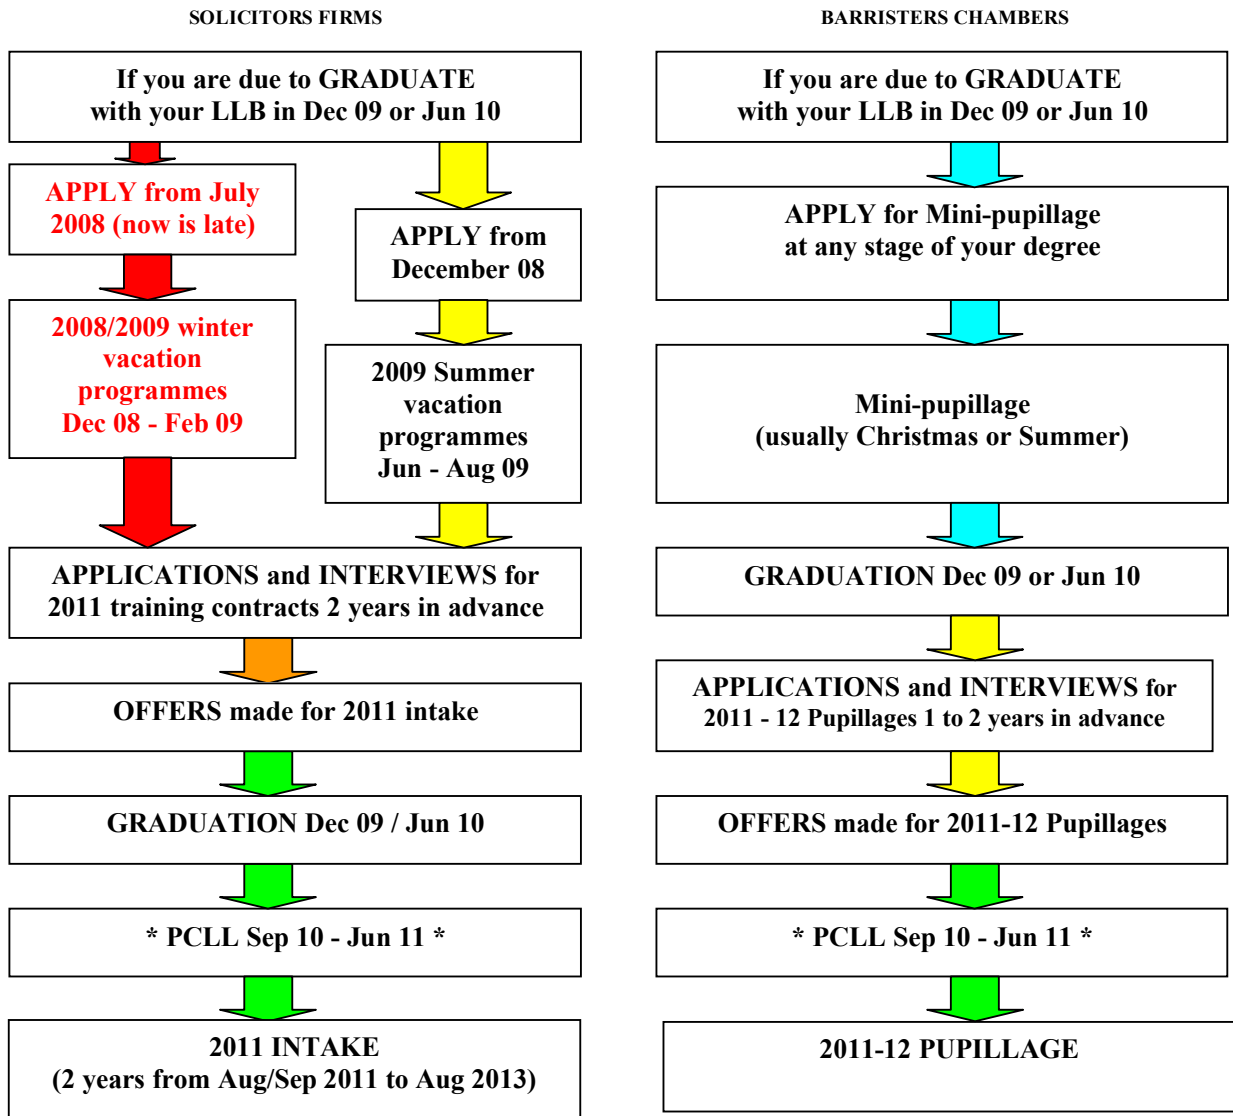 SOLICITORS FIRMS
If you are due to GRADUATE
with your LLB in Dec 09 or Jun 10
APPLY from July
2008 (now is late)
APPLY from
December 08
2008/2009 winter
vacation
programmes
Dec 08 - Feb 09
2009 Summer
vacation
programmes
Jun - Aug 09
APPLICATIONS and INTERVIEWS for
2011 training contracts 2 years in advance
OFFERS made for 2011 intake
GRADUATION Dec 09 / Jun 10
* PCLL Sep 10 - Jun 11 *
2011 INTAKE
(2 years from Aug/Sep 2011 to Aug 2013)
BARRISTERS CHAMBERS
If you are due to GRADUATE
with your LLB in Dec 09 or Jun 10
APPLY for Mini-pupillage
at any stage of your degree
Mini-pupillage
(usually Christmas or Summer)
GRADUATION Dec 09 or Jun 10
APPLICATIONS and INTERVIEWS for
2011 - 12 Pupillages 1 to 2 years in advance
OFFERS made for 2011-12 Pupillages
* PCLL Sep 10 - Jun 11 *
2011-12 PUPILLAGE